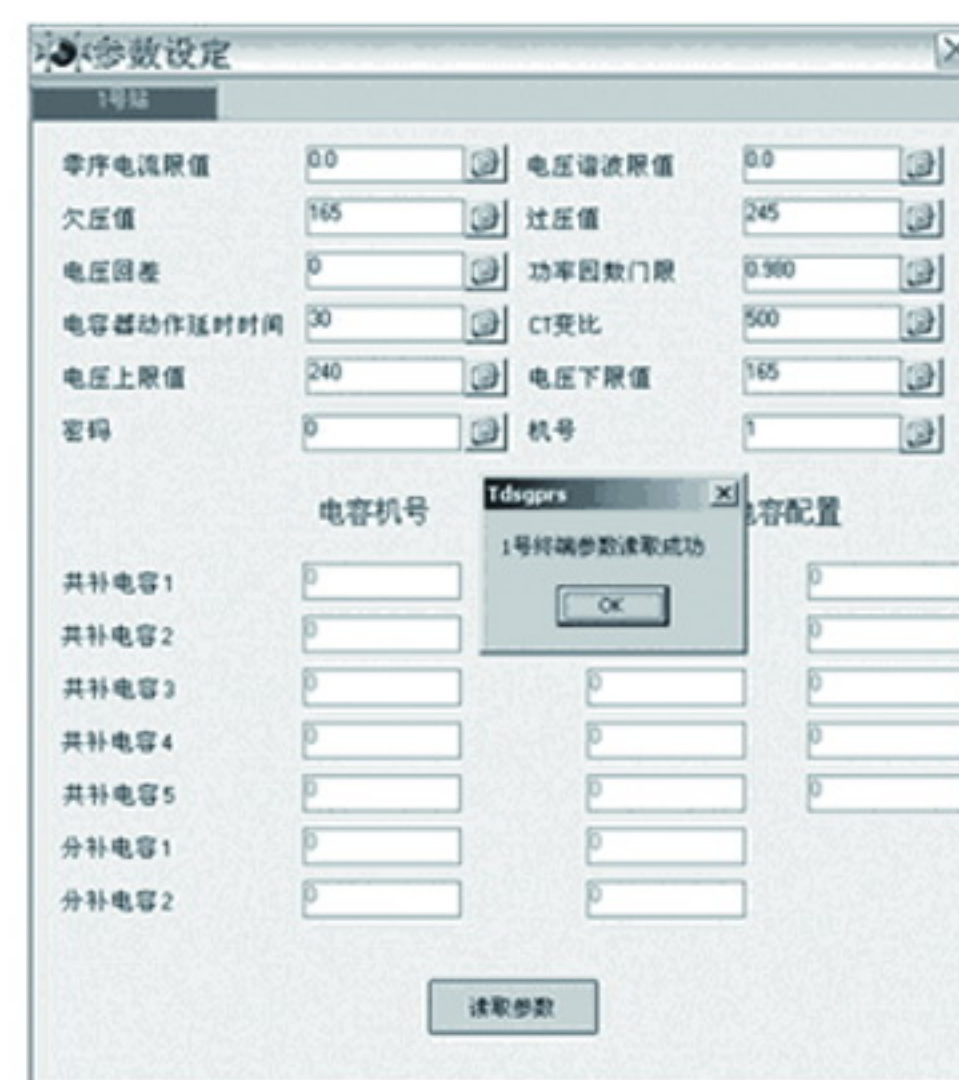 参数设定
1号站
零序电流限值 0.0 电压谐波限值 0.0
欠压值 165 过压值 245
电压回差 0 功率因数门限 0.980
电容器动作延时时间 30 CT变比 500
电压上限值 240 电压下限值 165
密码 0 机号 1
电容机号 电容配置
Tdsgprs
1号终端参数读取成功
OK
共补电容1 0 0
共补电容2 0 0
共补电容3 0 0 0
共补电容4 0 0 0
共补电容5 0 0 0
分补电容1 0 0
分补电容2 0 0
读取参数